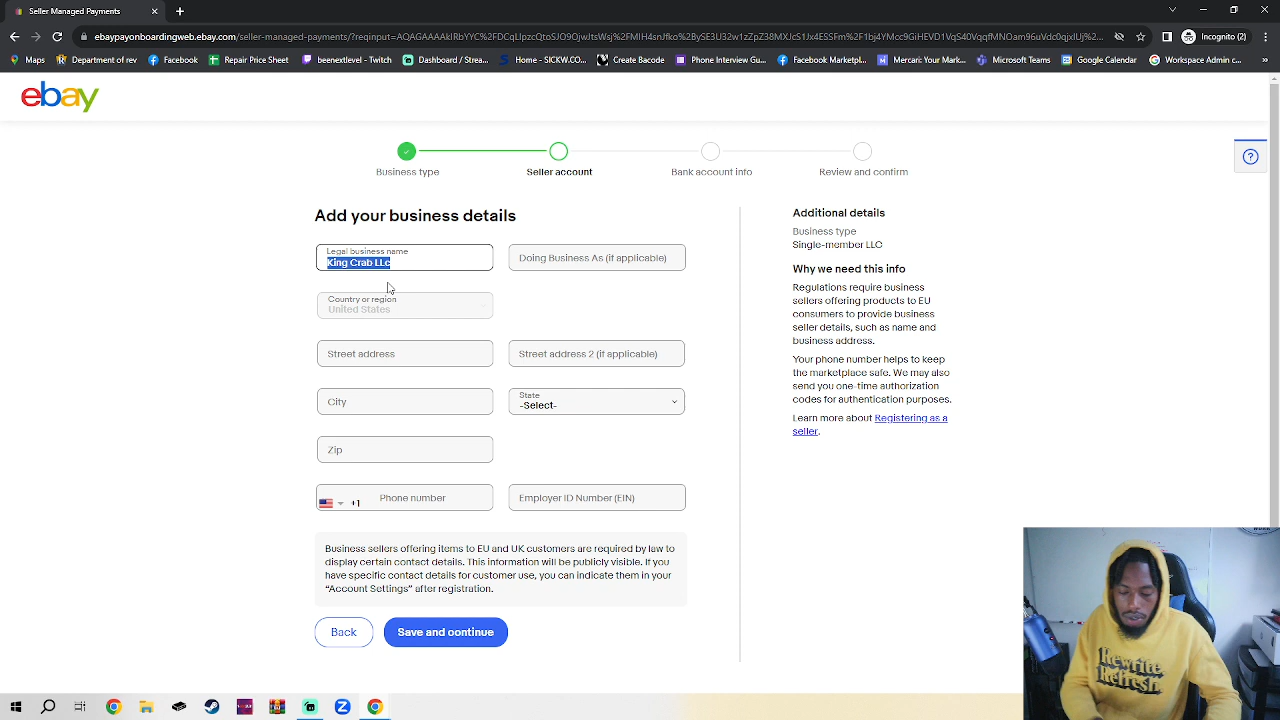 Seller Managed Payments
ebaypayonboardingweb.ebay.com/seller-managed-payments/?reqinput=
Incognito (2)
Maps
Department of rev
Facebook
Repair Price Sheet
benextlevel - Twitch
Dashboard / Strea...
Home - SICKW.CO...
Create Bundle
Phone Interview Gu...
Facebook Marketpl...
Mercari: Your Mark...
Microsoft Teams
Google Calendar
Workspace Admin c...
ebay
Business type
Seller account
Bank account info
Review and confirm
Add your business details
Legal business name
King Crab LLc
Doing Business As (if applicable)
Country or region
United States
Street address
Street address 2 (if applicable)
City
State
-Select-
Zip
+1 Phone number
Employer ID Number (EIN)
Business sellers offering items to EU and UK customers are required by law to
display certain contact details. This information will be publicly visible. If you
have specific contact details for customer use, you can indicate them in your
“Account Settings” after registration.
Back
Save and continue
Additional details
Business type
Single-member LLC
Why we need this info
Regulations require business
sellers offering products to EU
consumers to provide business
seller details, such as name and
business address.
Your phone number helps to keep
the marketplace safe. We may also
send you one-time authorization
codes for authentication purposes.
Learn more about Registering as a
seller.
Rewrite
Refresh